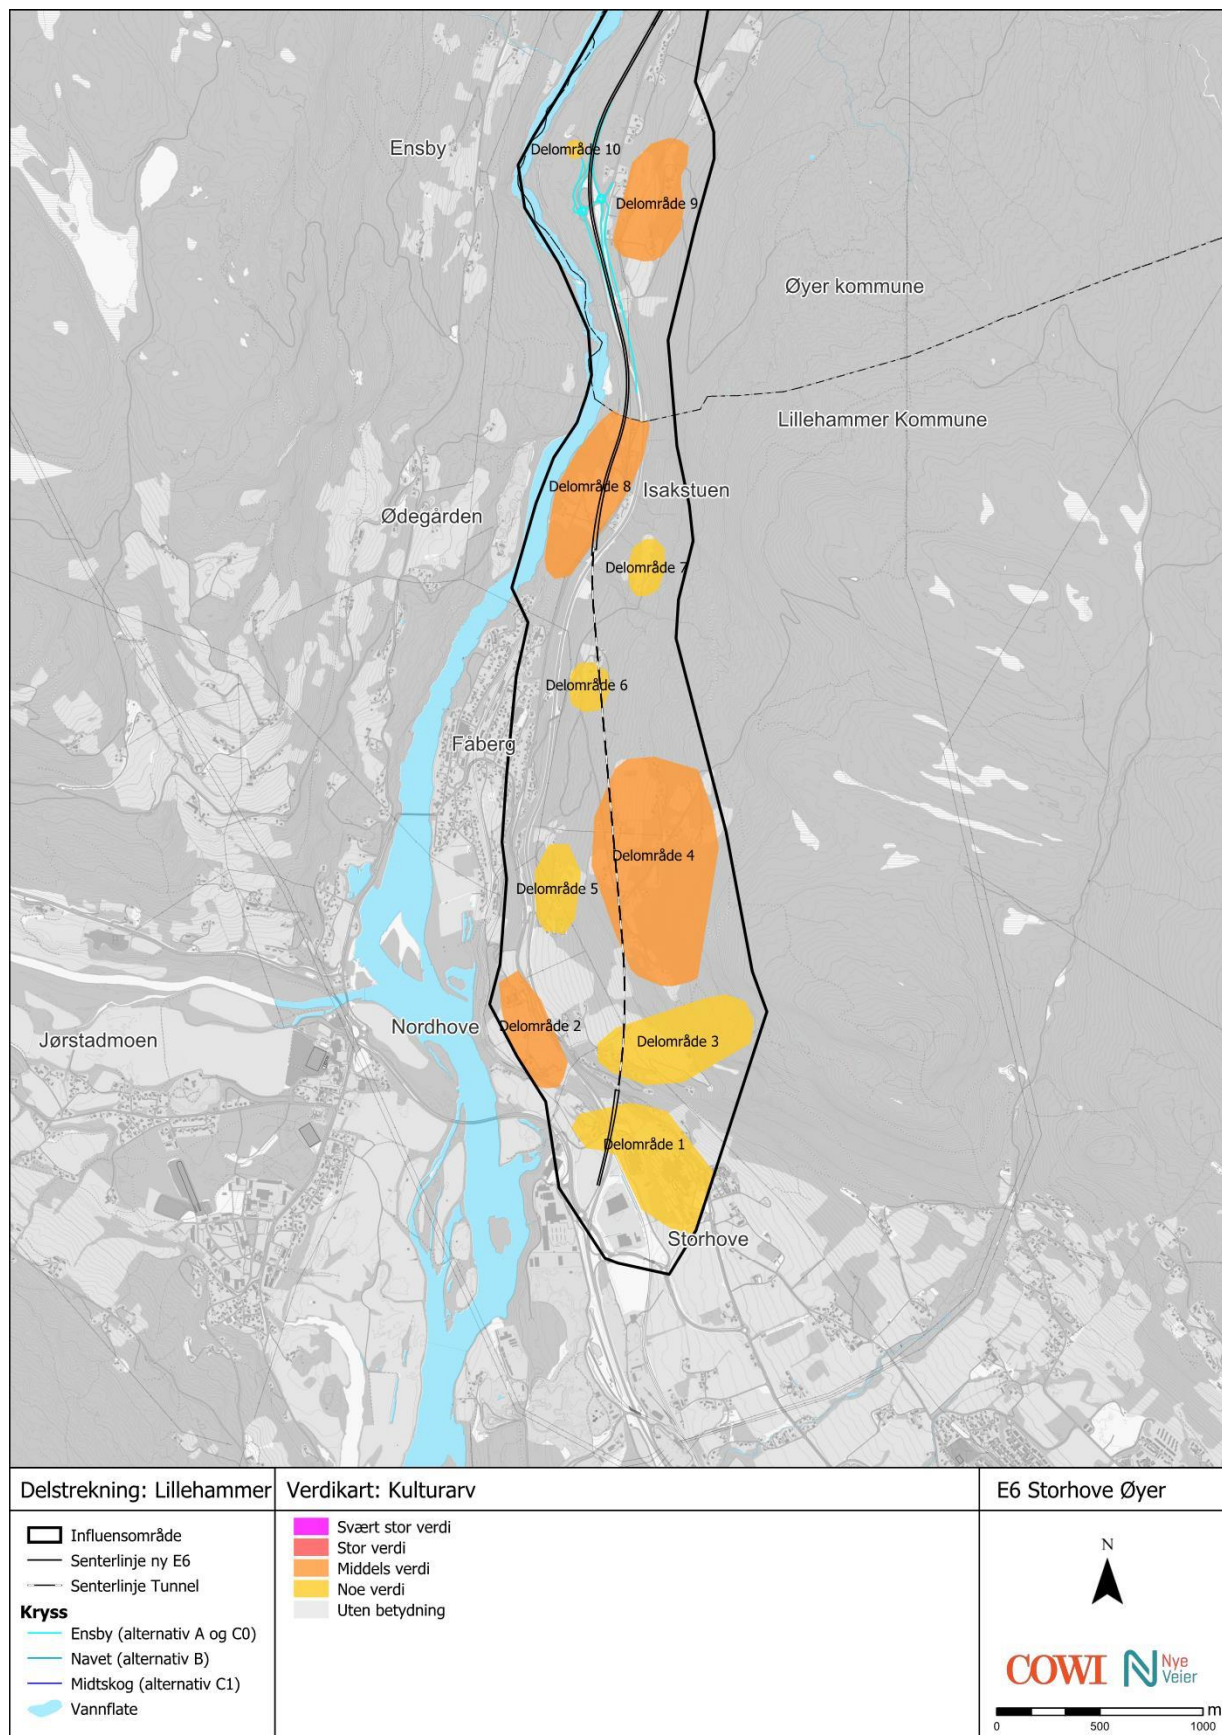 Ensby
Delområde 10
Delområde 9
Øyer kommune
Lillehammer Kommune
Delområde 8
Isakstuen
Ødegården
Delområde 7
Delområde 6
Fåberg
Delområde 4
Delområde 5
Nordhove
Delområde 2
Jørstadmoen
Delområde 3
Delområde 1
Storhove
Delstrekning: Lillehammer
Verdikart: Kulturarv
E6 Storhove Øyer
Influensområde
Senterlinje ny E6
Senterlinje Tunnel
Kryss
Ensby (alternativ A og C0)
Navet (alternativ B)
Midtskog (alternativ C1)
Vannflate
Svært stor verdi
Stor verdi
Middels verdi
Noe verdi
Uten betydning
N
COWI
N Nye
Veier
m
0 500 1000